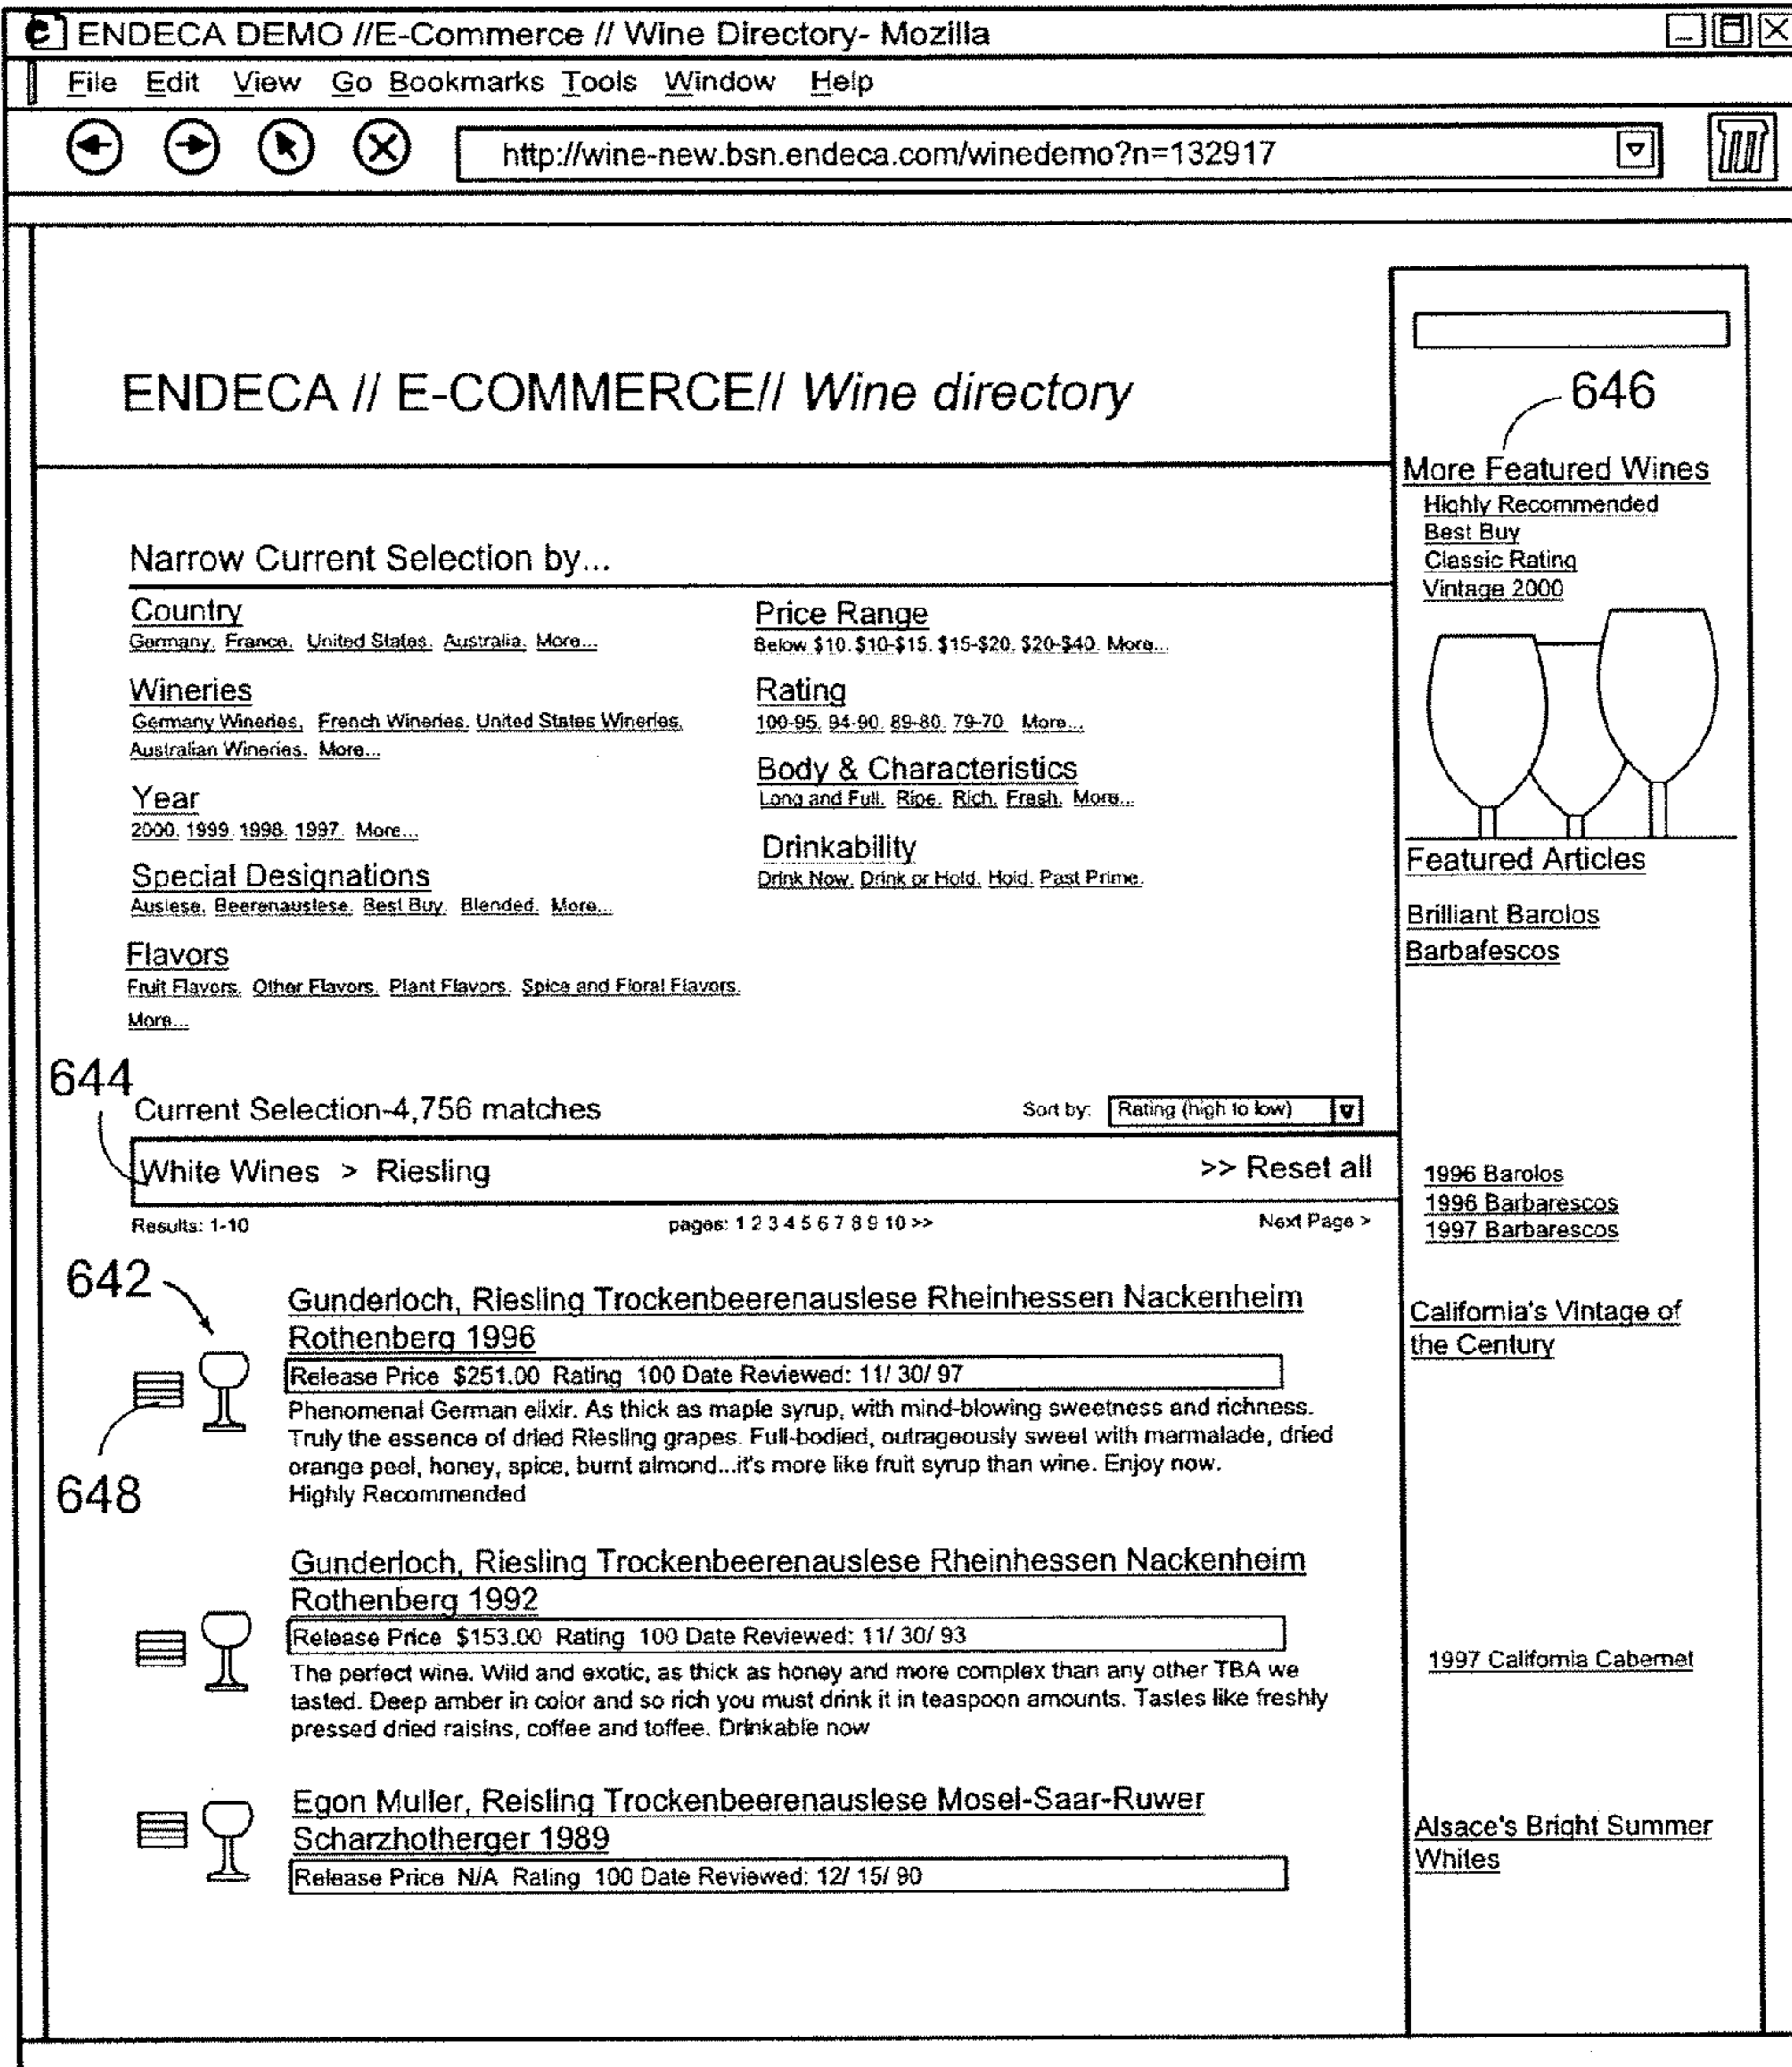 ENDECA DEMO //E-Commerce // Wine Directory- Mozilla
File Edit View Go Bookmarks Tools Window Help
http://wine-new.bsn.endeca.com/winedemo?n=132917
ENDECA // E-COMMERCE// Wine directory
Narrow Current Selection by...
Country
Germany. France. United States. Australia. More...
Wineries
Germany Wineries. French Wineries. United States Wineries.
Australian Wineries. More...
Year
2000. 1999. 1998. 1997. More...
Special Designations
Auslese. Beerenauslese. Best Buy. Blended. More...
Flavors
Fruit Flavors. Other Flavors. Plant Flavors. Spice and Floral Flavors.
More...
Price Range
Below $10. $10-$15. $15-$20. $20-$40. More...
Rating
100-95. 94-90. 89-80. 79-70. More...
Body & Characteristics
Long and Full. Ripe. Rich. Fresh. More...
Drinkability
Drink Now. Drink or Hold. Hold. Past Prime.
644
Current Selection-4,756 matches
Sort by: Rating (high to low)
White Wines > Riesling >> Reset all
Results: 1-10 pages: 1 2 3 4 5 6 7 8 9 10 >> Next Page >
642
Gunderloch, Riesling Trockenbeerenauslese Rheinhessen Nackenheim
Rothenberg 1996
Release Price $251.00 Rating 100 Date Reviewed: 11/ 30/ 97
Phenomenal German elixir. As thick as maple syrup, with mind-blowing sweetness and richness.
Truly the essence of dried Riesling grapes. Full-bodied, outrageously sweet with marmalade, dried
orange peel, honey, spice, burnt almond...it's more like fruit syrup than wine. Enjoy now.
Highly Recommended
648
Gunderloch, Riesling Trockenbeerenauslese Rheinhessen Nackenheim
Rothenberg 1992
Release Price $153.00 Rating 100 Date Reviewed: 11/ 30/ 93
The perfect wine. Wild and exotic, as thick as honey and more complex than any other TBA we
tasted. Deep amber in color and so rich you must drink it in teaspoon amounts. Tastes like freshly
pressed dried raisins, coffee and toffee. Drinkable now
Egon Muller, Reisling Trockenbeerenauslese Mosel-Saar-Ruwer
Scharzhotherger 1989
Release Price N/A Rating 100 Date Reviewed: 12/ 15/ 90
646
More Featured Wines
Highly Recommended
Best Buy
Classic Rating
Vintage 2000
Featured Articles
Brilliant Barolos
Barbafescos
1996 Barolos
1996 Barbarescos
1997 Barbarescos
California's Vintage of
the Century
1997 California Cabernet
Alsace's Bright Summer
Whites